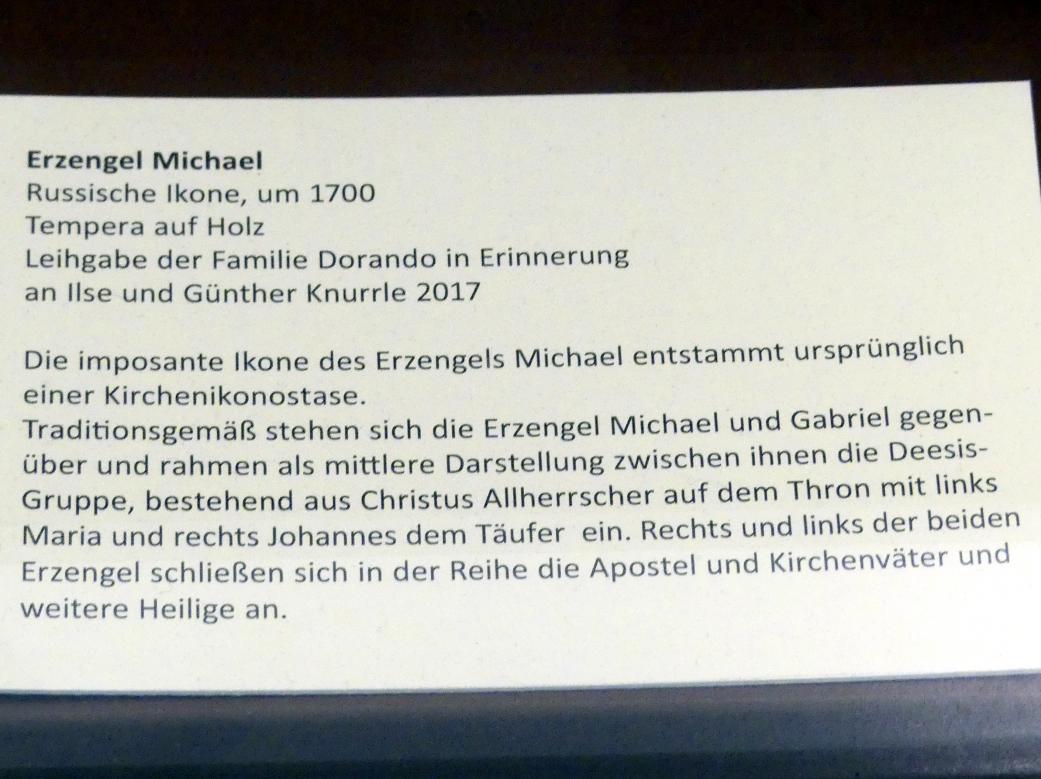 Erzengel Michael
Russische Ikone, um 1700
Tempera auf Holz
Leihgabe der Familie Dorando in Erinnerung
an Ilse und Günther Knurrle 2017
Die imposante Ikone des Erzengels Michael entstammt ursprünglich
einer Kirchenikonostase.
Traditionsgemäß stehen sich die Erzengel Michael und Gabriel gegen-
über und rahmen als mittlere Darstellung zwischen ihnen die Deesis-
Gruppe, bestehend aus Christus Allherrscher auf dem Thron mit links
Maria und rechts Johannes dem Täufer  ein. Rechts und links der beiden
Erzengel schließen sich in der Reihe die Apostel und Kirchenväter und
weitere Heilige an.